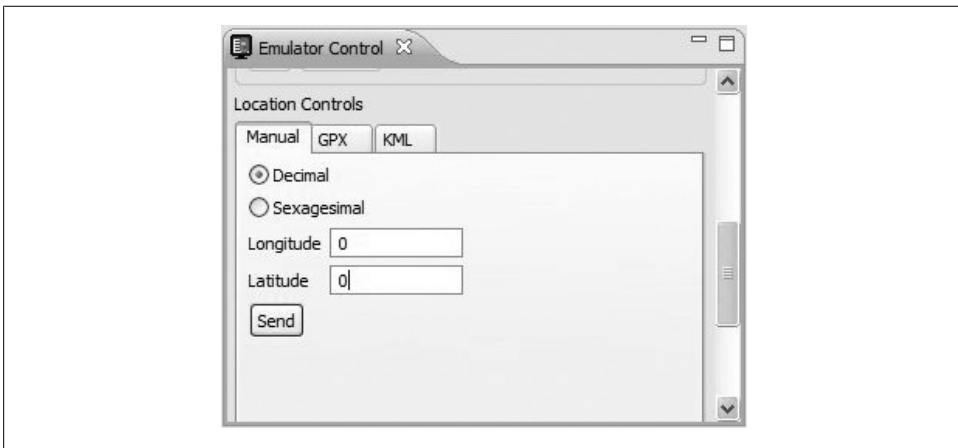 Emulator Control
Location Controls
Manual GPX KML
Decimal
Sexagesimal
Longitude 0
Latitude 0
Send